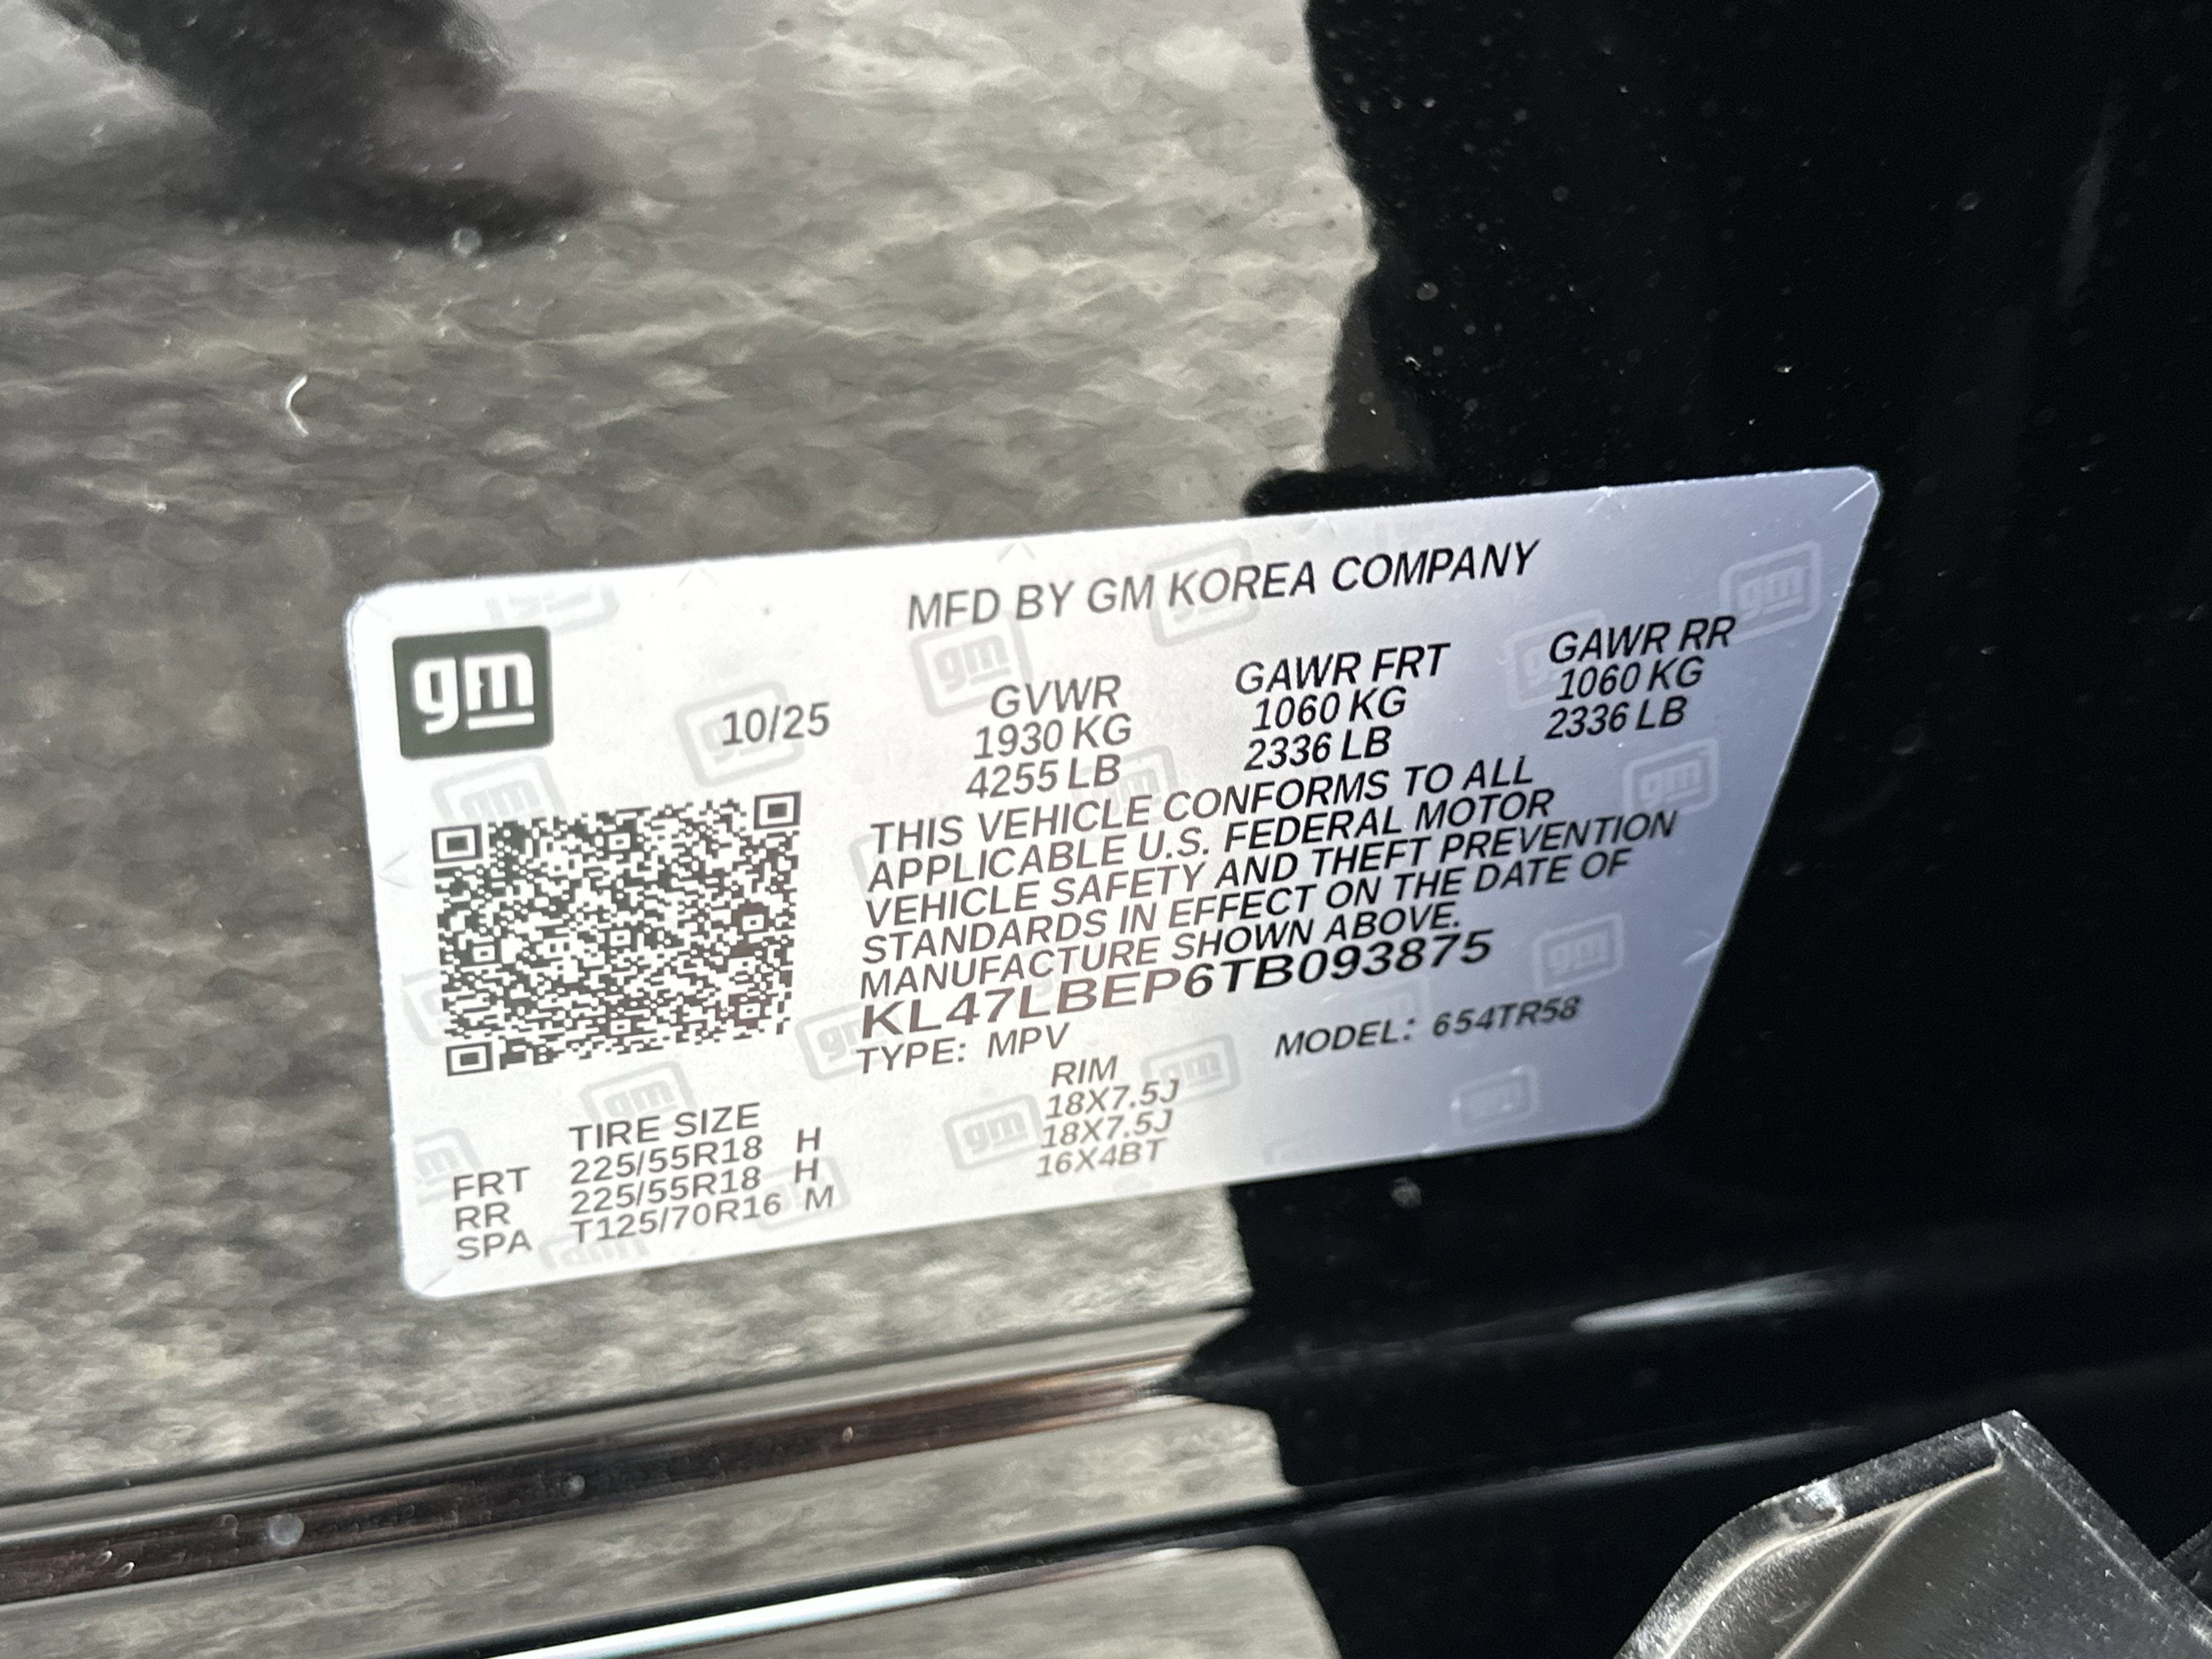 gm
MFD BY GM KOREA COMPANY
10/25
GVWR GAWR FRT GAWR RR
1930 KG 1060 KG 1060 KG
4255 LB 2336 LB 2336 LB
THIS VEHICLE CONFORMS TO ALL
APPLICABLE U.S. FEDERAL MOTOR
VEHICLE SAFETY AND THEFT PREVENTION
STANDARDS IN EFFECT ON THE DATE OF
MANUFACTURE SHOWN ABOVE.
KL47LBEP6TB093875
TYPE: MPV MODEL: 654TR58
TIRE SIZE RIM
FRT 225/55R18 H 18X7.5J
RR 225/55R18 H 18X7.5J
SPA T125/70R16 M 16X4BT